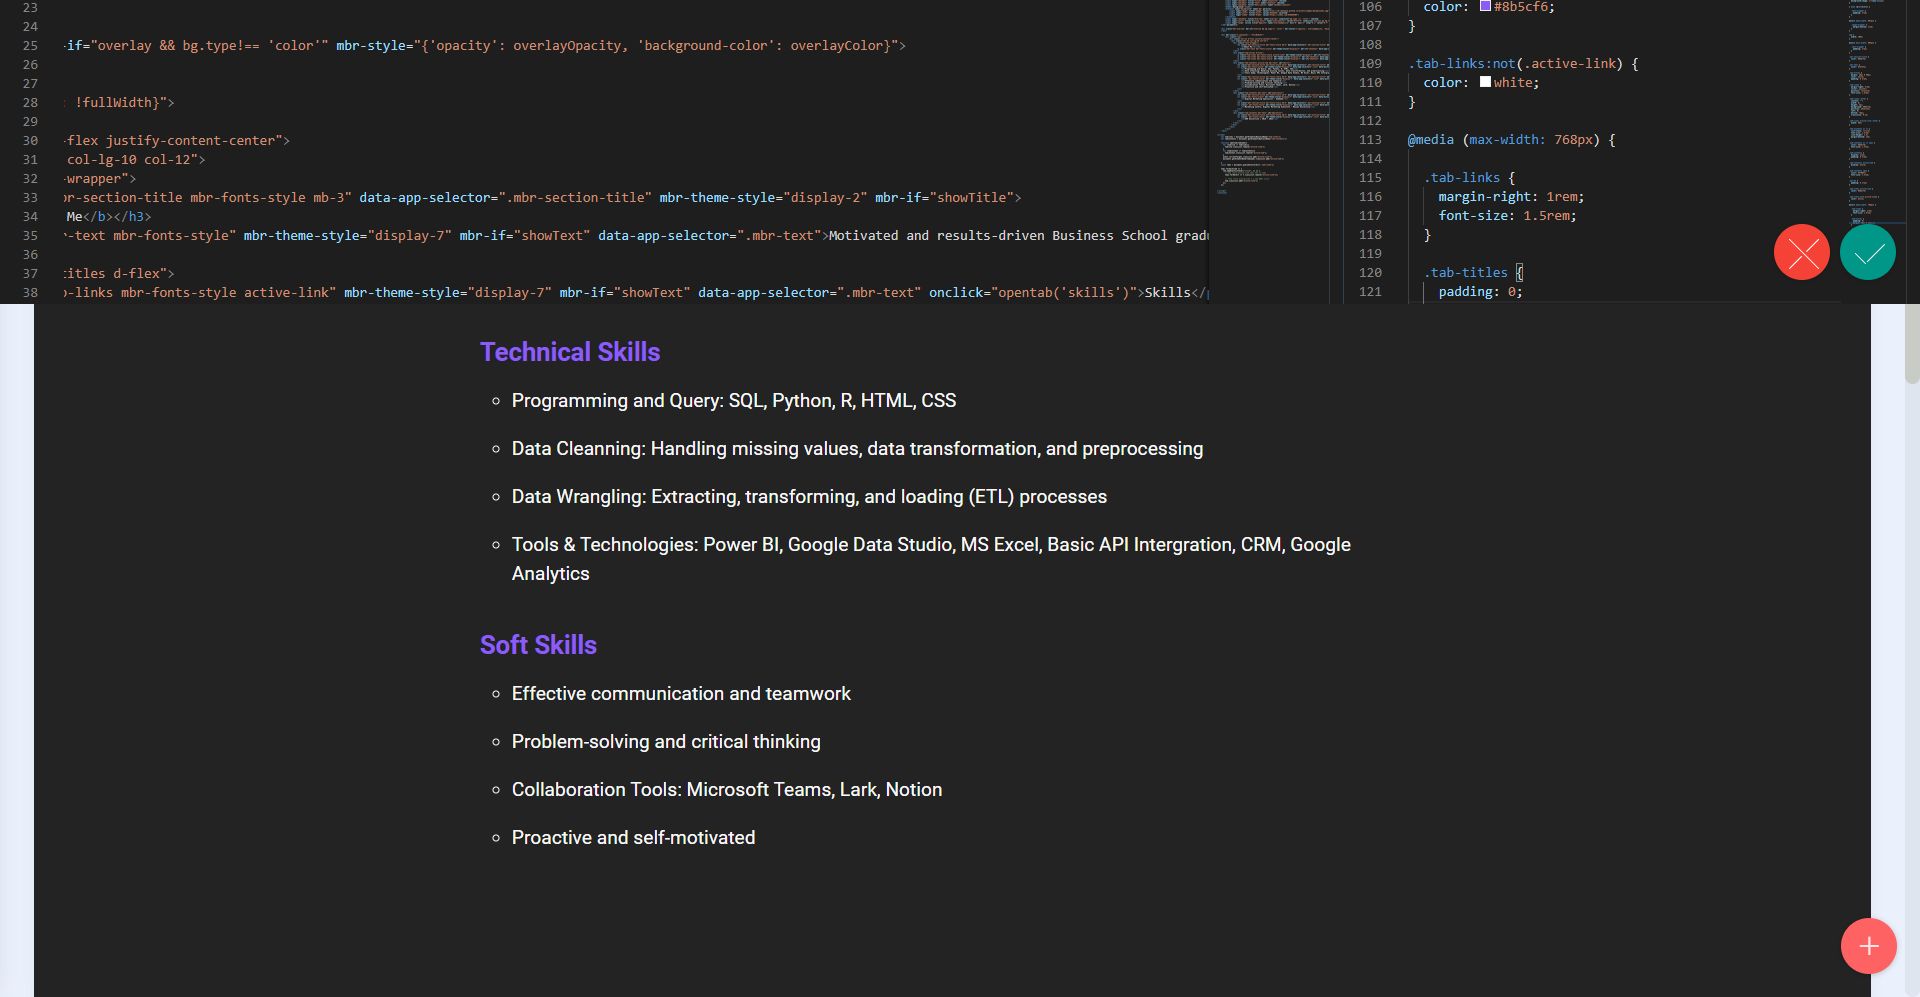 23
24
25 -if="overlay && bg.type!== 'color'" mbr-style="{'opacity': overlayOpacity, 'background-color': overlayColor}">
26
27
28 : !fullWidth}">
29
30 -flex justify-content-center">
31 col-lg-10 col-12">
32 -wrapper">
33 br-section-title mbr-fonts-style mb-3" data-app-selector=".mbr-section-title" mbr-theme-style="display-2" mbr-if="showTitle">
34 Me</b></h3>
35 r-text mbr-fonts-style" mbr-theme-style="display-7" mbr-if="showText" data-app-selector=".mbr-text">Motivated and results-driven Business School gradu
36
37 titles d-flex">
38 b-links mbr-fonts-style active-link" mbr-theme-style="display-7" mbr-if="showText" data-app-selector=".mbr-text" onclick="opentab('skills')">Skills</p
106 color: #8b5cf6;
107 }
108
109 .tab-links:not(.active-link) {
110 color: white;
111 }
112
113 @media (max-width: 768px) {
114
115 .tab-links {
116 margin-right: 1rem;
117 font-size: 1.5rem;
118 }
119
120 .tab-titles {
121 padding: 0;
Technical Skills
Programming and Query: SQL, Python, R, HTML, CSS
Data Cleanning: Handling missing values, data transformation, and preprocessing
Data Wrangling: Extracting, transforming, and loading (ETL) processes
Tools & Technologies: Power BI, Google Data Studio, MS Excel, Basic API Intergration, CRM, Google
Analytics
Soft Skills
Effective communication and teamwork
Problem-solving and critical thinking
Collaboration Tools: Microsoft Teams, Lark, Notion
Proactive and self-motivated